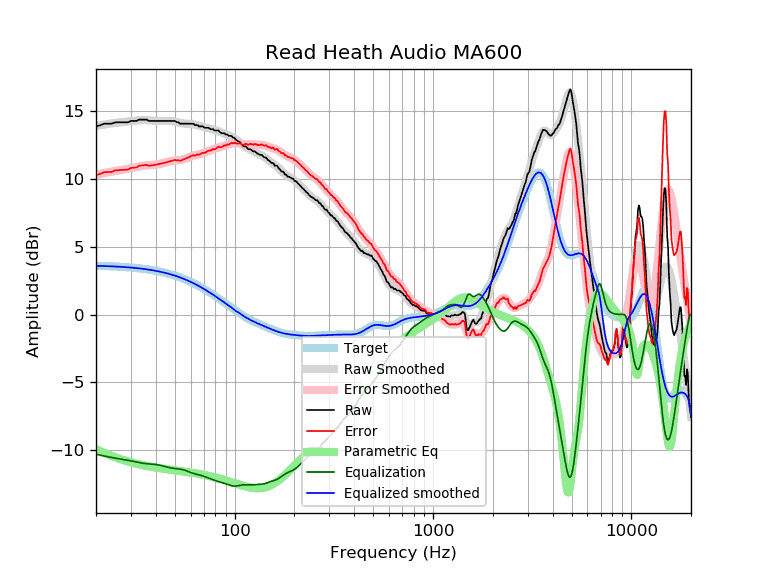 Read Heath Audio MA600
Amplitude (dBr)
15
10
5
0
−5
−10
100
1000
10000
Frequency (Hz)
Target
Raw Smoothed
Error Smoothed
Raw
Error
Parametric Eq
Equalization
Equalized smoothed